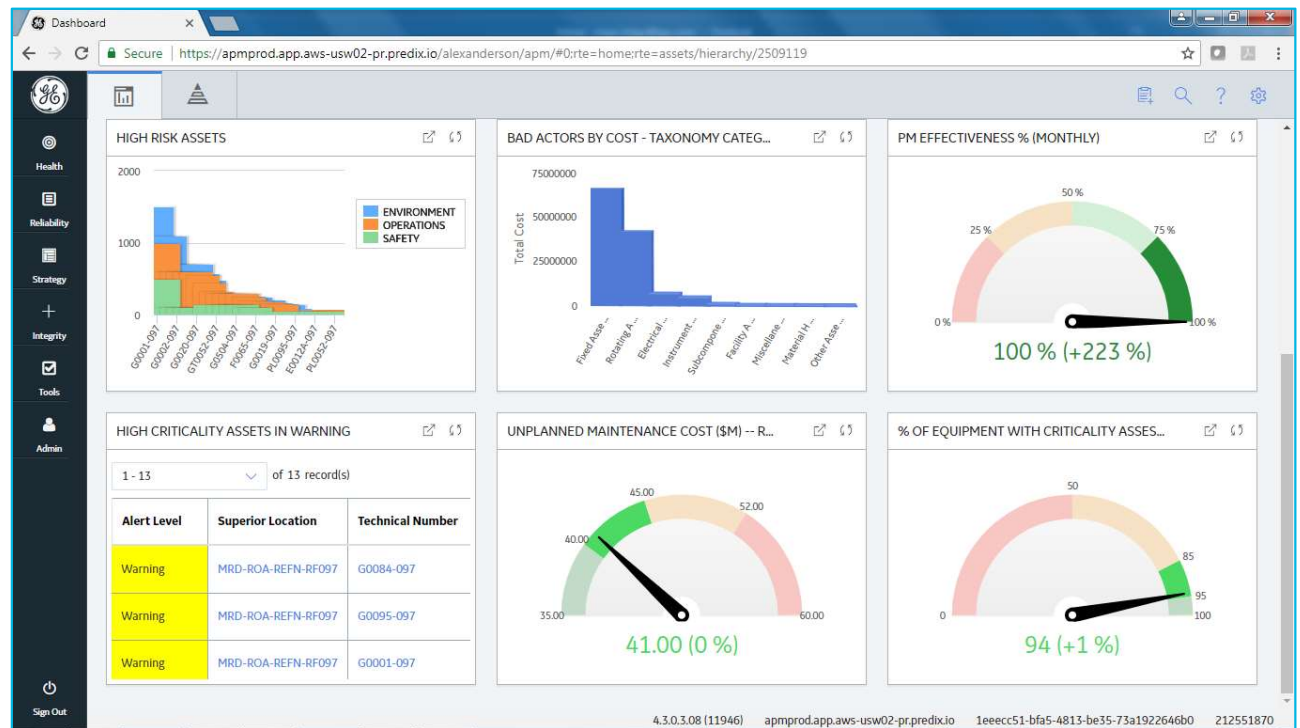 Dashboard
Secure | https://apmprod.app.aws-usw02-pr.predix.io/alexanderson/apm/#0;rte=home;rte=assets/hierarchy/2509119
Health
Reliability
Strategy
Integrity
Tools
Admin
Sign Out
HIGH RISK ASSETS
2000
1000
0
ENVIRONMENT
OPERATIONS
SAFETY
G0001-097
G0002-097
G0020-097
GT0052-097
G0504-097
F0065-097
G0019-097
PL0095-097
E0012A-097
PL0052-097
BAD ACTORS BY COST - TAXONOMY CATEG...
Total Cost
75000000
50000000
25000000
0
Fixed Asse ...
Rotating A ...
Electrical ...
Instrument ...
Subcompone ...
Facility A ...
Miscellane ...
Material H ...
Other Asse ...
PM EFFECTIVENESS % (MONTHLY)
50 %
25 %
75 %
0 %
100 %
100 % (+223 %)
HIGH CRITICALITY ASSETS IN WARNING
1 - 13 of 13 record(s)
Alert Level Superior Location Technical Number
Warning MRD-ROA-REFN-RF097 G0084-097
Warning MRD-ROA-REFN-RF097 G0095-097
Warning MRD-ROA-REFN-RF097 G0001-097
UNPLANNED MAINTENANCE COST ($M) -- R...
45.00
52.00
40.00
35.00
60.00
41.00 (0 %)
% OF EQUIPMENT WITH CRITICALITY ASSES...
50
85
95
0
100
94 (+1 %)
4.3.0.3.08 (11946) apmprod.app.aws-usw02-pr.predix.io 1eeecc51-bfa5-4813-be35-73a1922646b0 212551870